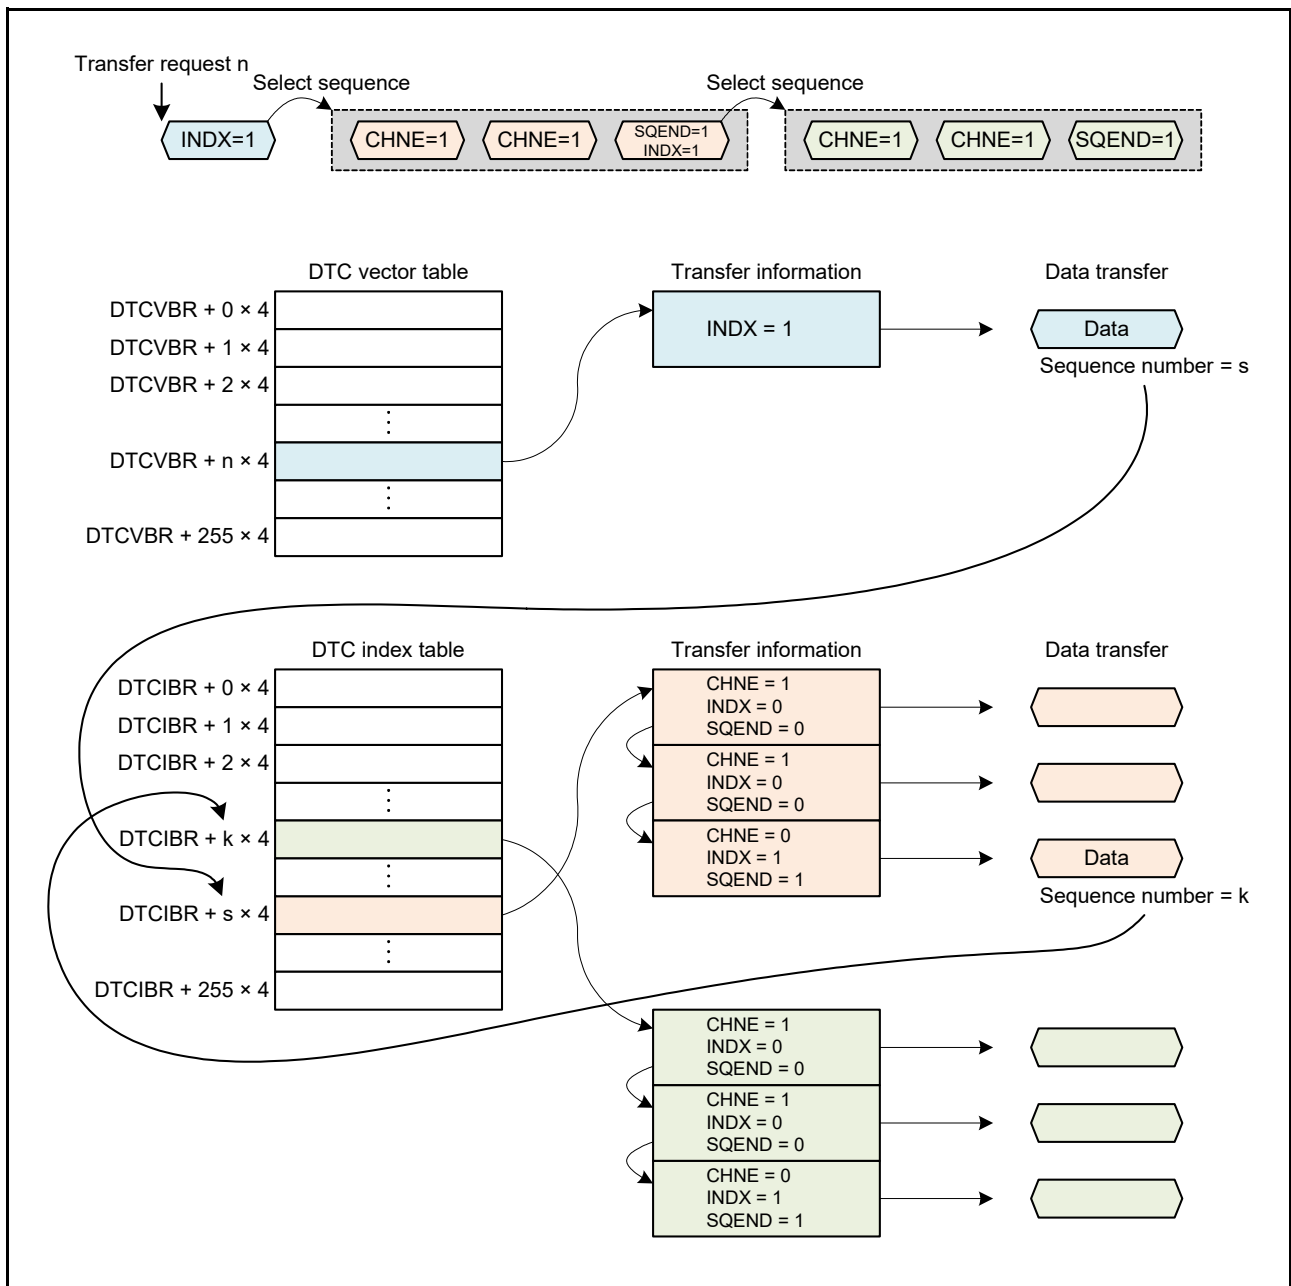 Transfer request n
Select sequence
Select sequence
INDX=1
CHNE=1
CHNE=1
SQEND=1
INDX=1
CHNE=1
CHNE=1
SQEND=1
DTC vector table
Transfer information
Data transfer
DTCVBR + 0 × 4
DTCVBR + 1 × 4
DTCVBR + 2 × 4
DTCVBR + n × 4
DTCVBR + 255 × 4
INDX = 1
Data
Sequence number = s
DTC index table
Transfer information
Data transfer
DTCIBR + 0 × 4
DTCIBR + 1 × 4
DTCIBR + 2 × 4
DTCIBR + k × 4
DTCIBR + s × 4
DTCIBR + 255 × 4
CHNE = 1
INDX = 0
SQEND = 0
CHNE = 1
INDX = 0
SQEND = 0
CHNE = 0
INDX = 1
SQEND = 1
Data
Sequence number = k
CHNE = 1
INDX = 0
SQEND = 0
CHNE = 1
INDX = 0
SQEND = 0
CHNE = 0
INDX = 1
SQEND = 1